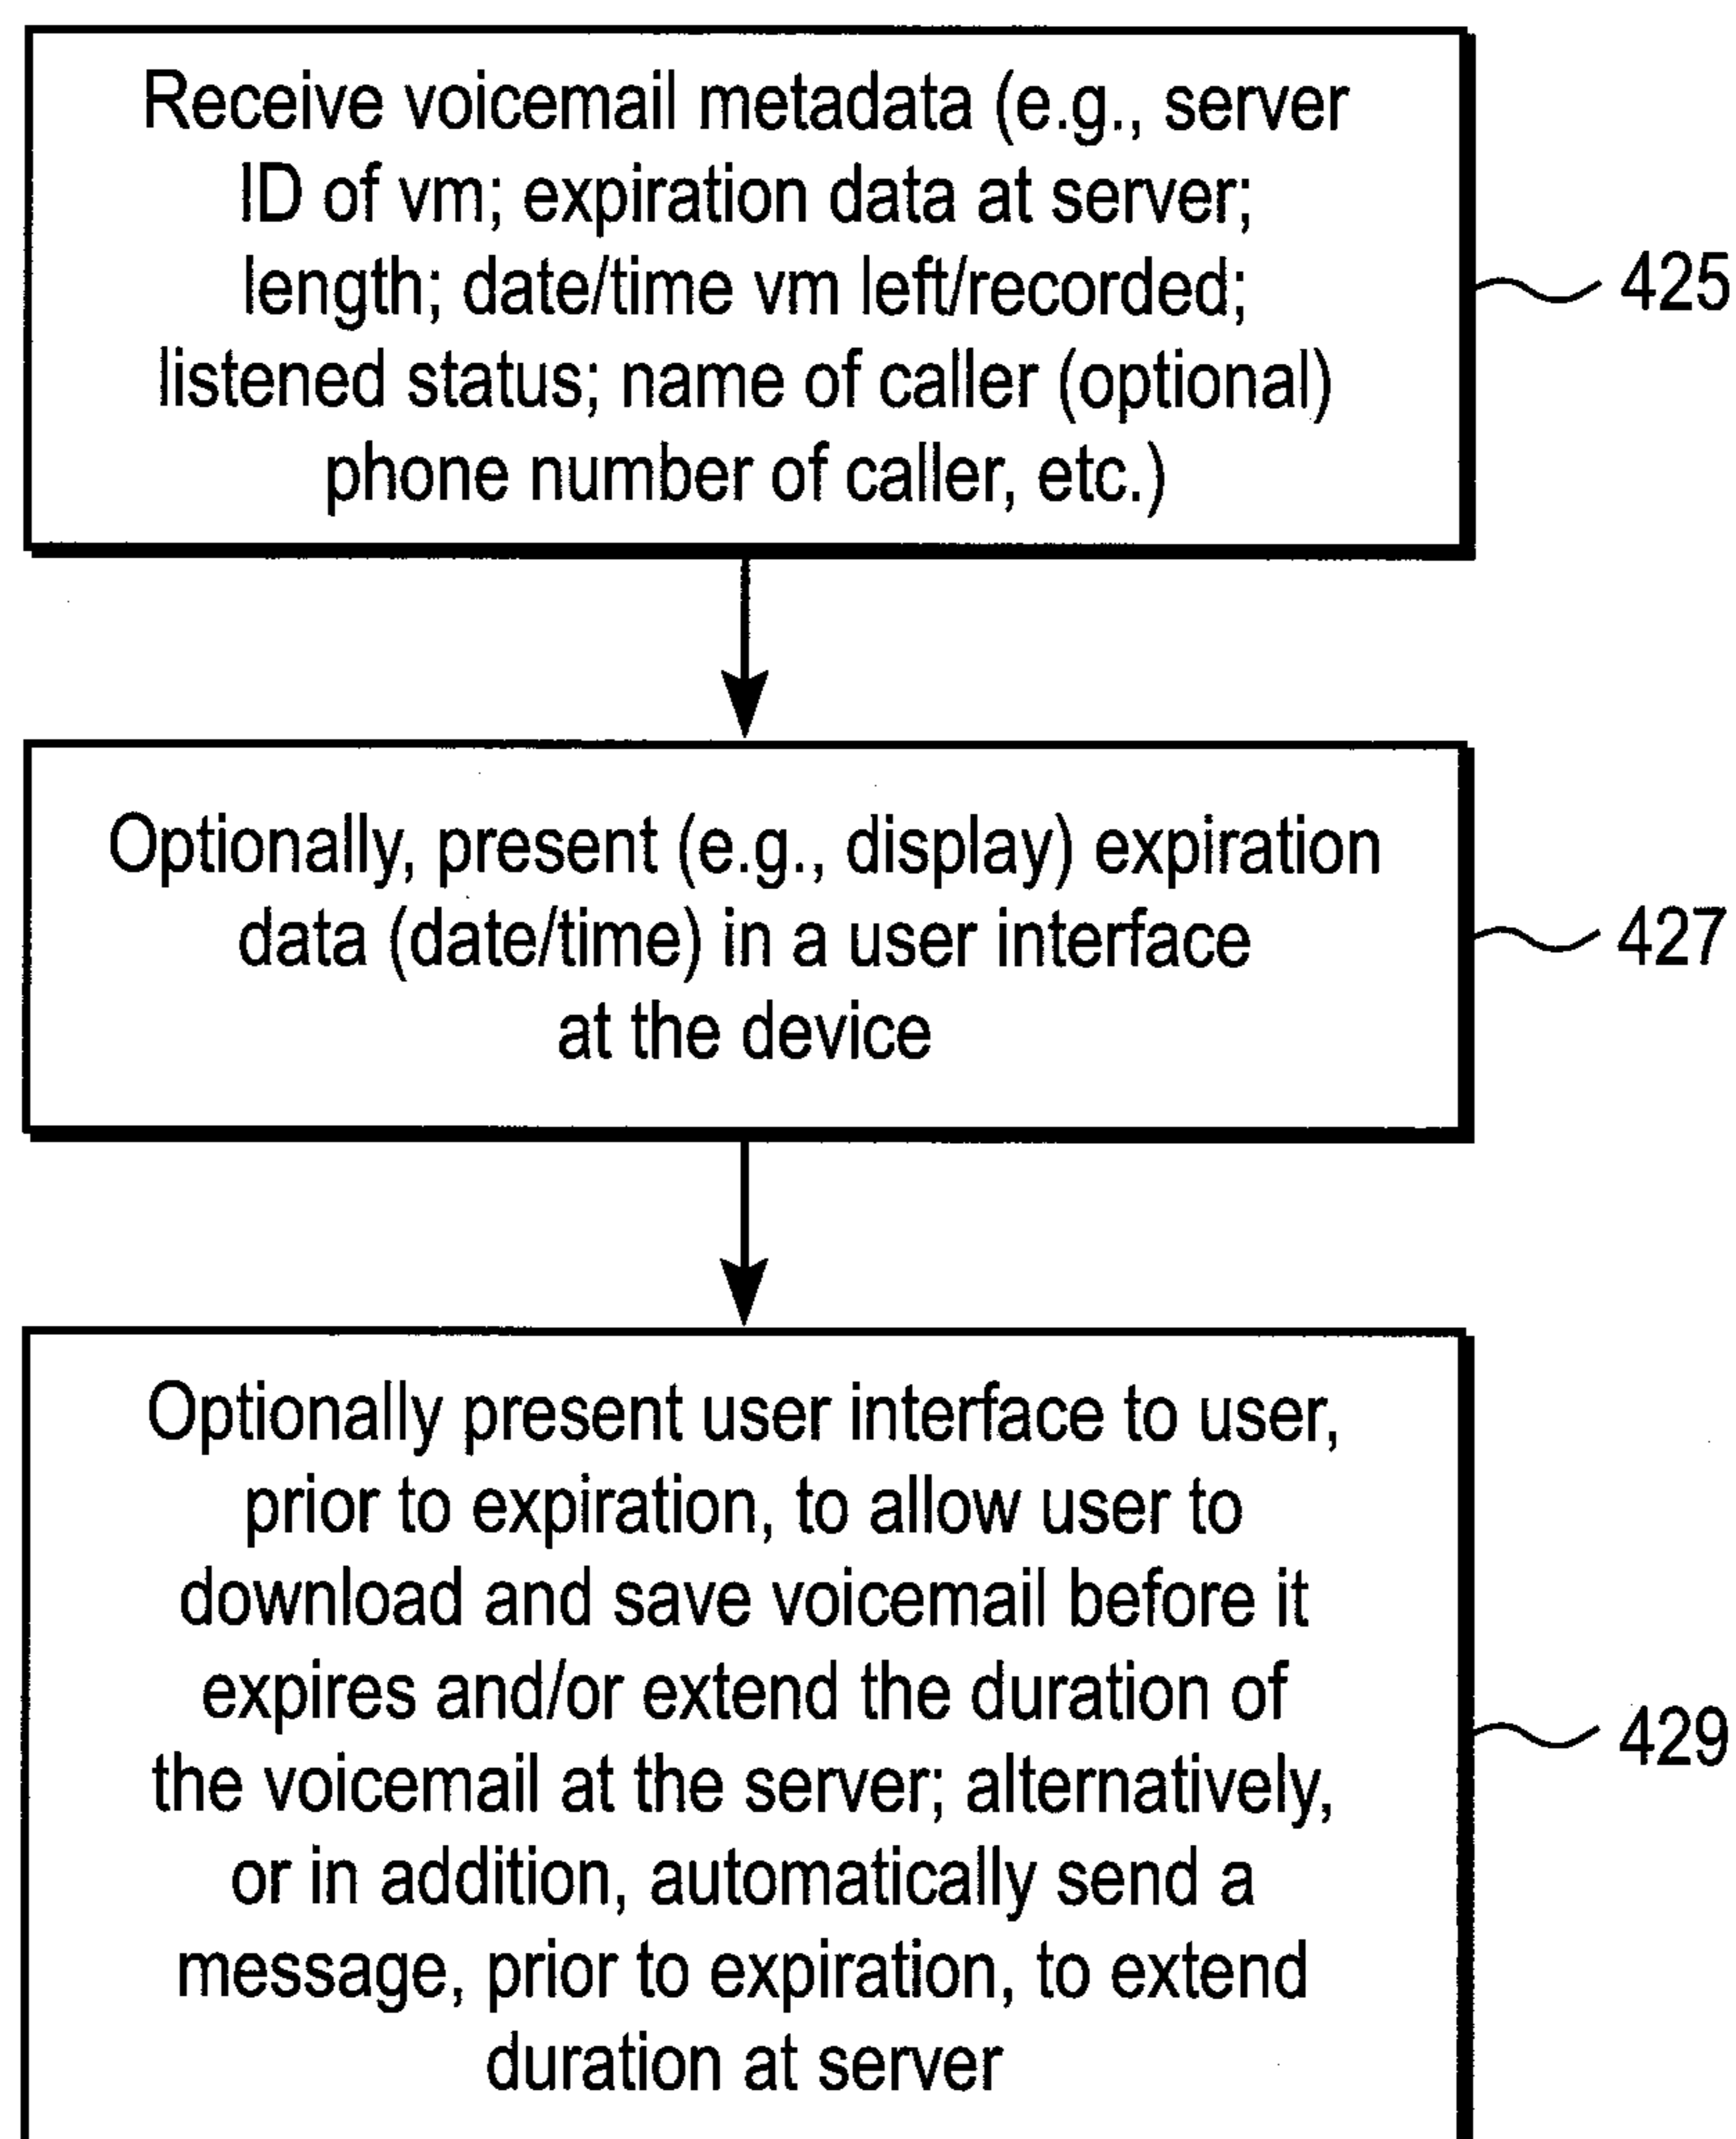 Receive voicemail metadata (e.g., server
ID of vm; expiration data at server;
length; date/time vm left/recorded;
listened status; name of caller (optional)
phone number of caller, etc.)
425
Optionally, present (e.g., display) expiration
data (date/time) in a user interface
at the device
427
Optionally present user interface to user,
prior to expiration, to allow user to
download and save voicemail before it
expires and/or extend the duration of
the voicemail at the server; alternatively,
or in addition, automatically send a
message, prior to expiration, to extend
duration at server
429